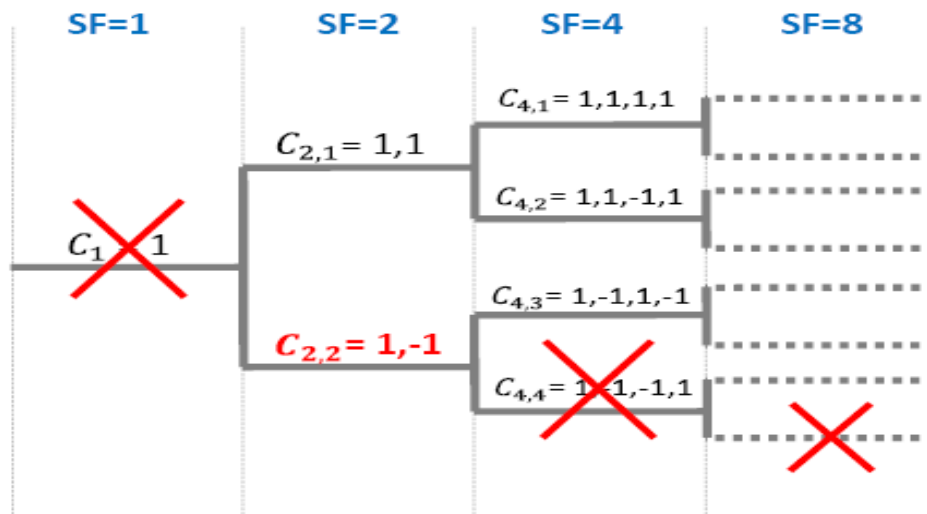 SF=1 SF=2 SF=4 SF=8
C4,1= 1,1,1,1
C2,1= 1,1
C4,2= 1,1,-1,1
C1 1
C4,3= 1,-1,1,-1
C2,2= 1,-1
C4,4= 1,-1,-1,1